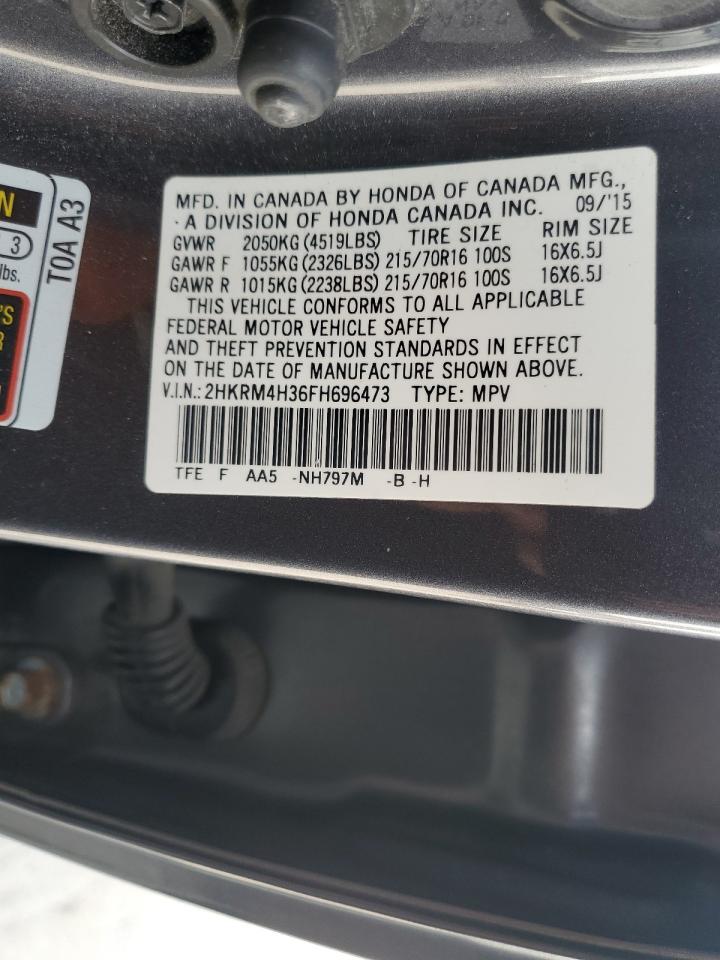 MFD. IN CANADA BY HONDA OF CANADA MFG.,
A DIVISION OF HONDA CANADA INC. 09/'15
GVWR 2050KG (4519LBS) TIRE SIZE RIM SIZE
GAWR F 1055KG (2326LBS) 215/70R16 100S 16X6.5J
GAWR R 1015KG (2238LBS) 215/70R16 100S 16X6.5J
THIS VEHICLE CONFORMS TO ALL APPLICABLE
FEDERAL MOTOR VEHICLE SAFETY
AND THEFT PREVENTION STANDARDS IN EFFECT
ON THE DATE OF MANUFACTURE SHOWN ABOVE.
V.I.N.: 2HKRM4H36FH696473 TYPE: MPV
TFE F AA5 -NH797M -B -H
T0A A3
N
3
lbs.
'S
R